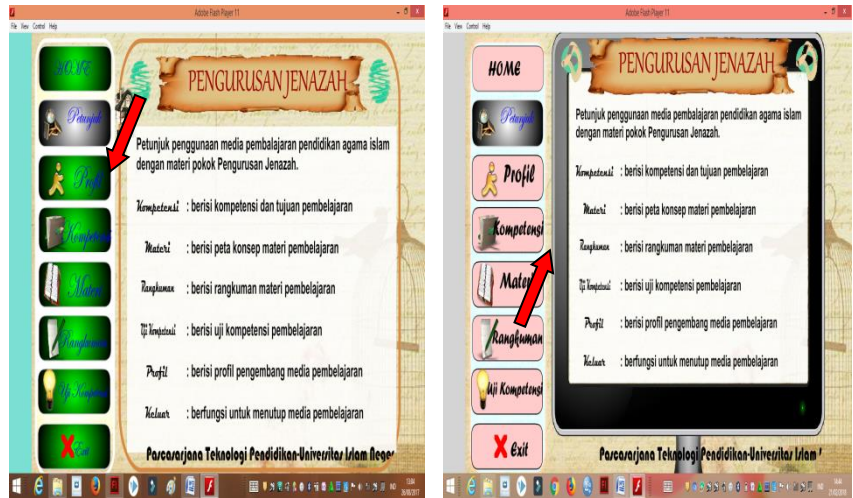 Adobe Flash Player 11
File View Control Help
HOME
Petunjuk
Profil
Kompetensi
Materi
Rangkuman
Uji Kompetensi
Exit
PENGURUSAN JENAZAH
Petunjuk penggunaan media pembalajaran pendidikan agama islam
dengan materi pokok Pengurusan Jenazah.
Kompetensi : berisi kompetensi dan tujuan pembelajaran
Materi : berisi peta konsep materi pembelajaran
Rangkuman : berisi rangkuman materi pembelajaran
Uji Kompetensi : berisi uji kompetensi pembelajaran
Profil : berisi profil pengembang media pembelajaran
Keluar : berfungsi untuk menutup media pembelajaran
Pascasarjana Teknologi Pendidikan-Universitas Islam Neger
Adobe Flash Player 11
File View Control Help
HOME
Petunjuk
Profil
Kompetensi
Materi
Rangkuman
Uji Kompetensi
Exit
PENGURUSAN JENAZAH
Petunjuk penggunaan media pembalajaran pendidikan agama islam
dengan materi pokok Pengurusan Jenazah.
Kompetensi : berisi kompetensi dan tujuan pembelajaran
Materi : berisi peta konsep materi pembelajaran
Rangkuman : berisi rangkuman materi pembelajaran
Uji Kompetensi : berisi uji kompetensi pembelajaran
Profil : berisi profil pengembang media pembelajaran
Keluar : berfungsi untuk menutup media pembelajaran
Pascasarjana Teknologi Pendidikan-Universitas Islam